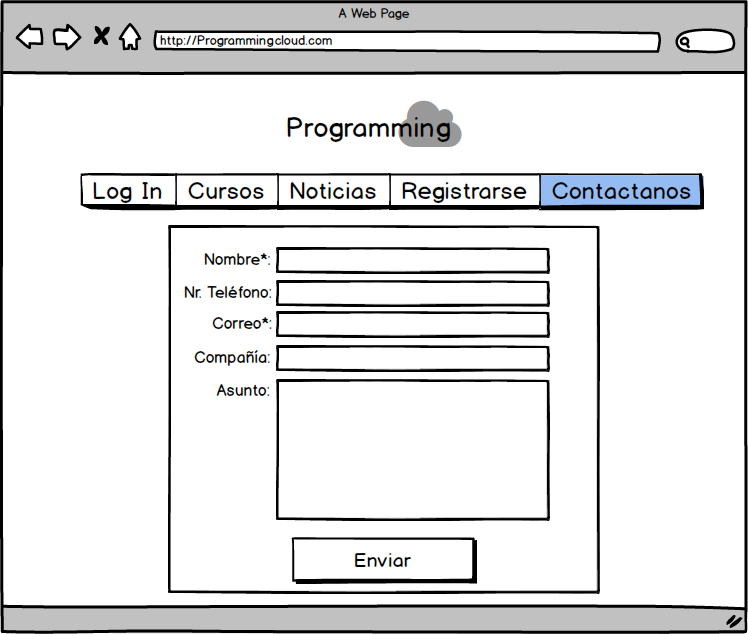 A Web Page
http://Programmingcloud.com
Programming
Log In Cursos Noticias Registrarse Contactanos
Nombre*:
Nr. Teléfono:
Correo*:
Compañía:
Asunto:
Enviar